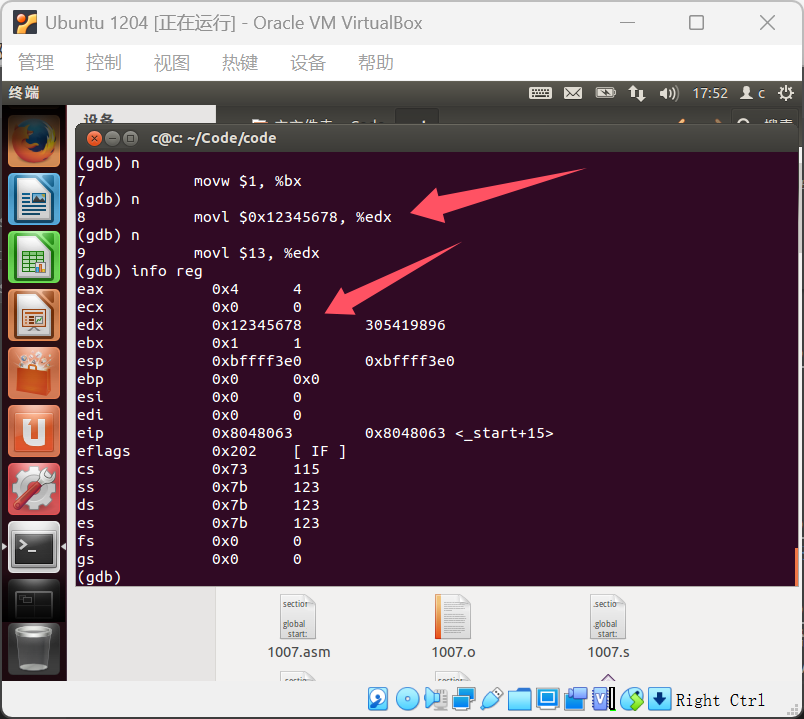 Ubuntu 1204 [正在运行] - Oracle VM VirtualBox
管理 控制 视图 热键 设备 帮助
终端 17:52 c
设备
c@c: ~/Code/code
(gdb) n
7 movw $1, %bx
(gdb) n
8 movl $0x12345678, %edx
(gdb) n
9 movl $13, %edx
(gdb) info reg
eax 0x4 4
ecx 0x0 0
edx 0x12345678 305419896
ebx 0x1 1
esp 0xbffff3e0 0xbffff3e0
ebp 0x0 0x0
esi 0x0 0
edi 0x0 0
eip 0x8048063 0x8048063 <_start+15>
eflags 0x202 [ IF ]
cs 0x73 115
ss 0x7b 123
ds 0x7b 123
es 0x7b 123
fs 0x0 0
gs 0x0 0
(gdb)
section
global
start:
.section
.global
start:
1007.asm 1007.o 1007.s
Right Ctrl